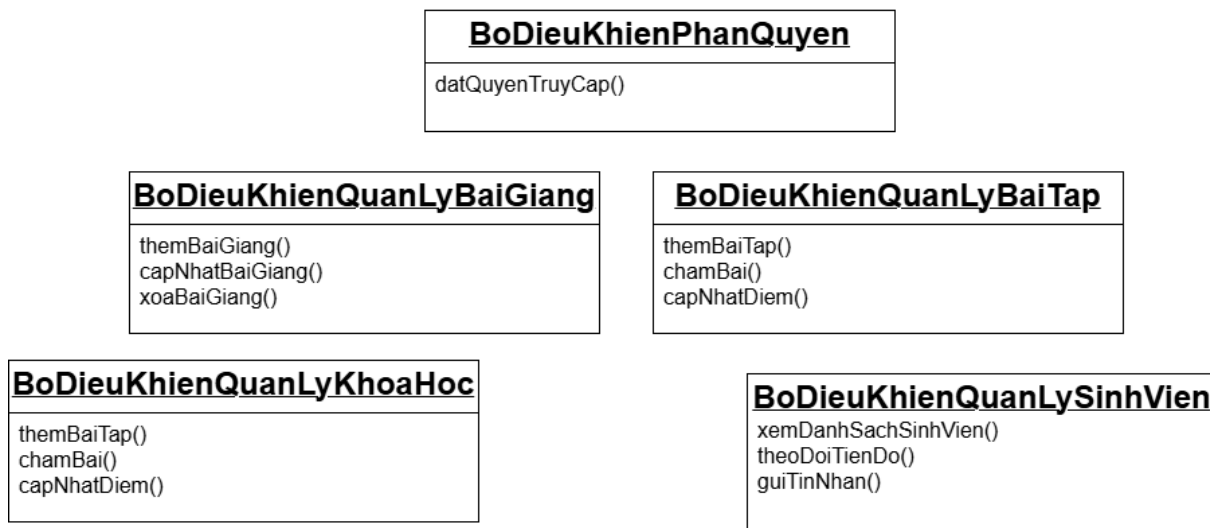 BoDieuKhienPhanQuyen
datQuyenTruyCap()
BoDieuKhienQuanLyBaiGiang
themBaiGiang()
capNhatBaiGiang()
xoaBaiGiang()
BoDieuKhienQuanLyBaiTap
themBaiTap()
chamBai()
capNhatDiem()
BoDieuKhienQuanLyKhoaHoc
themBaiTap()
chamBai()
capNhatDiem()
BoDieuKhienQuanLySinhVien
xemDanhSachSinhVien()
theoDoiTienDo()
guiTinNhan()